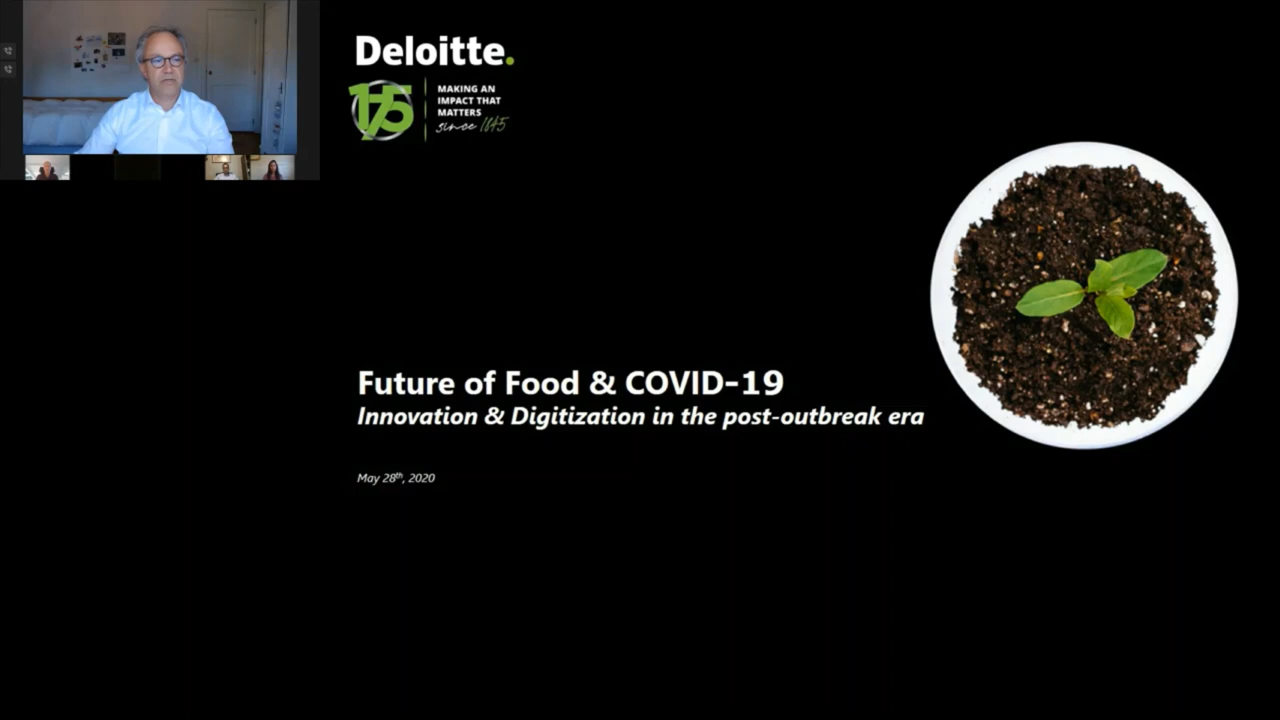 Deloitte.
175
MAKING AN
IMPACT THAT
MATTERS
since 1845
Future of Food & COVID-19
Innovation & Digitization in the post-outbreak era
May 28th, 2020